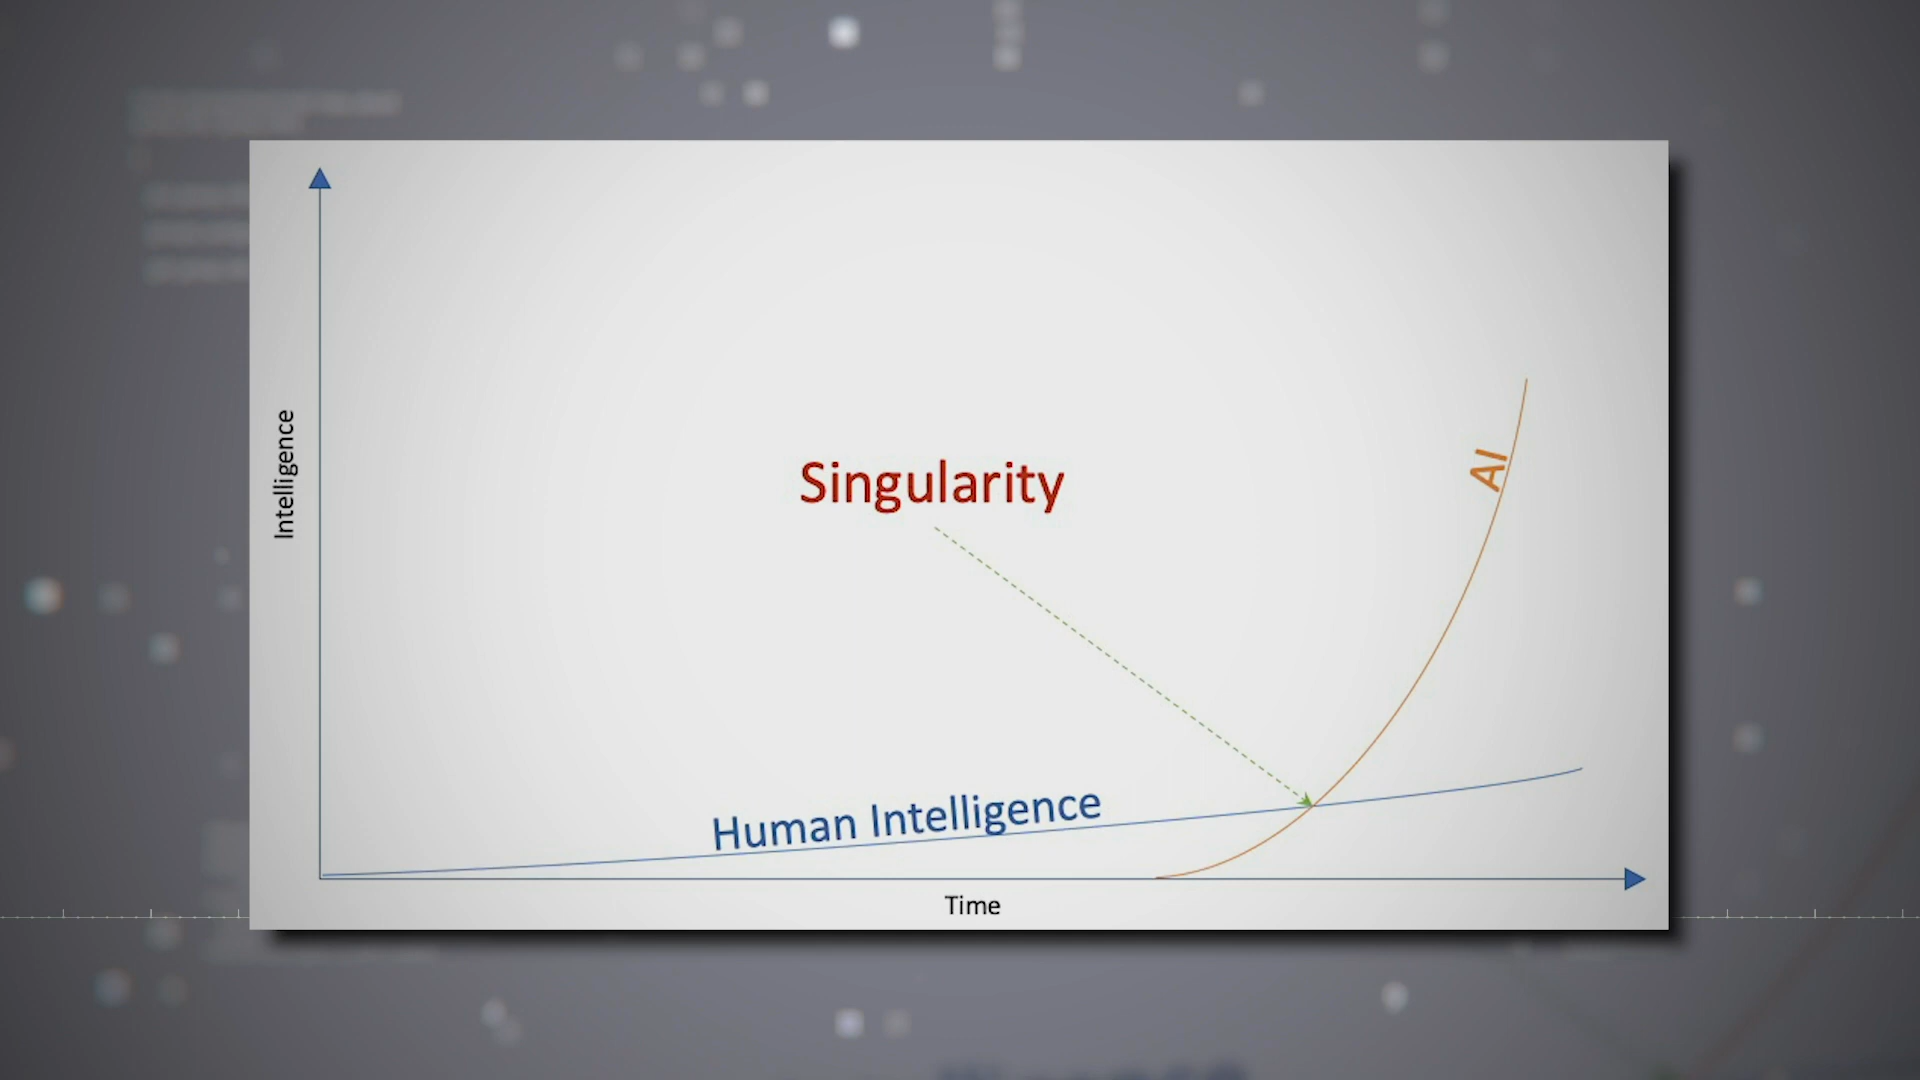 Intelligence
Singularity
AI
Human Intelligence
Time